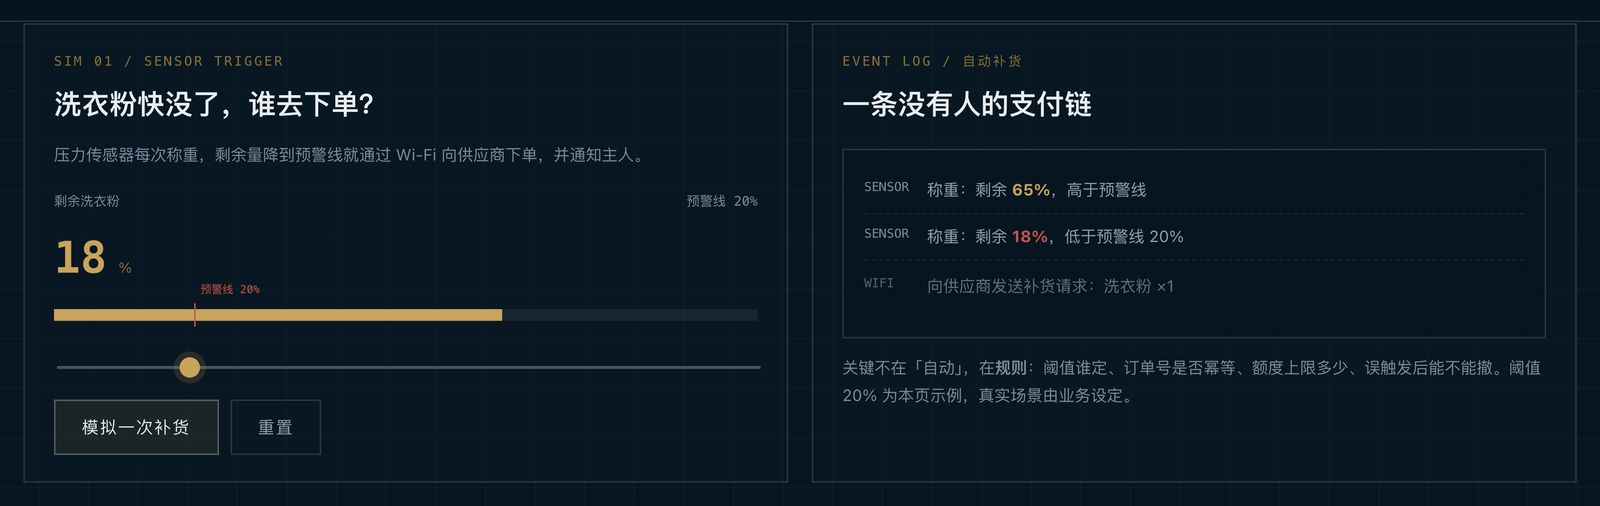 SIM 01 / SENSOR TRIGGER
洗衣粉快没了，谁去下单？
压力传感器每次称重，剩余量降到预警线就通过 Wi-Fi 向供应商下单，并通知主人。
剩余洗衣粉
预警线 20%
18 %
预警线 20%
模拟一次补货
重置
EVENT LOG / 自动补货
一条没有人的支付链
SENSOR 称重：剩余 65%，高于预警线
SENSOR 称重：剩余 18%，低于预警线 20%
WIFI 向供应商发送补货请求：洗衣粉 ×1
关键不在「自动」，在规则：阈值谁定、订单号是否幂等、额度上限多少、误触发后能不能撤。阈值
20% 为本页示例，真实场景由业务设定。